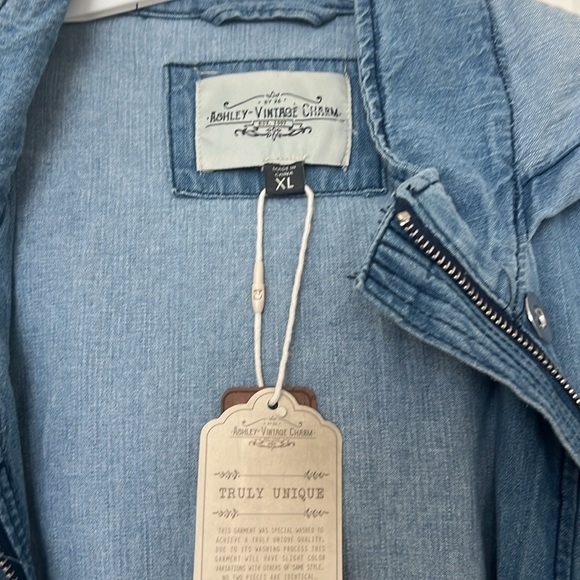 BY 26
ASHLEY-VINTAGE CHARM
EST. 1997
MADE IN
CHINA
XL
ASHLEY-VINTAGE CHARM
TRULY UNIQUE
THIS GARMENT WAS SPECIAL WASHED TO
ACHIEVE A TRULY UNIQUE QUALITY,
DUE TO ITS WASHING PROCESS THIS
GARMENT WILL HAVE SLIGHT COLOR
VARIATIONS WITH OTHERS OF SAME STYLE.
NO TWO PIECES ARE IDENTICAL.